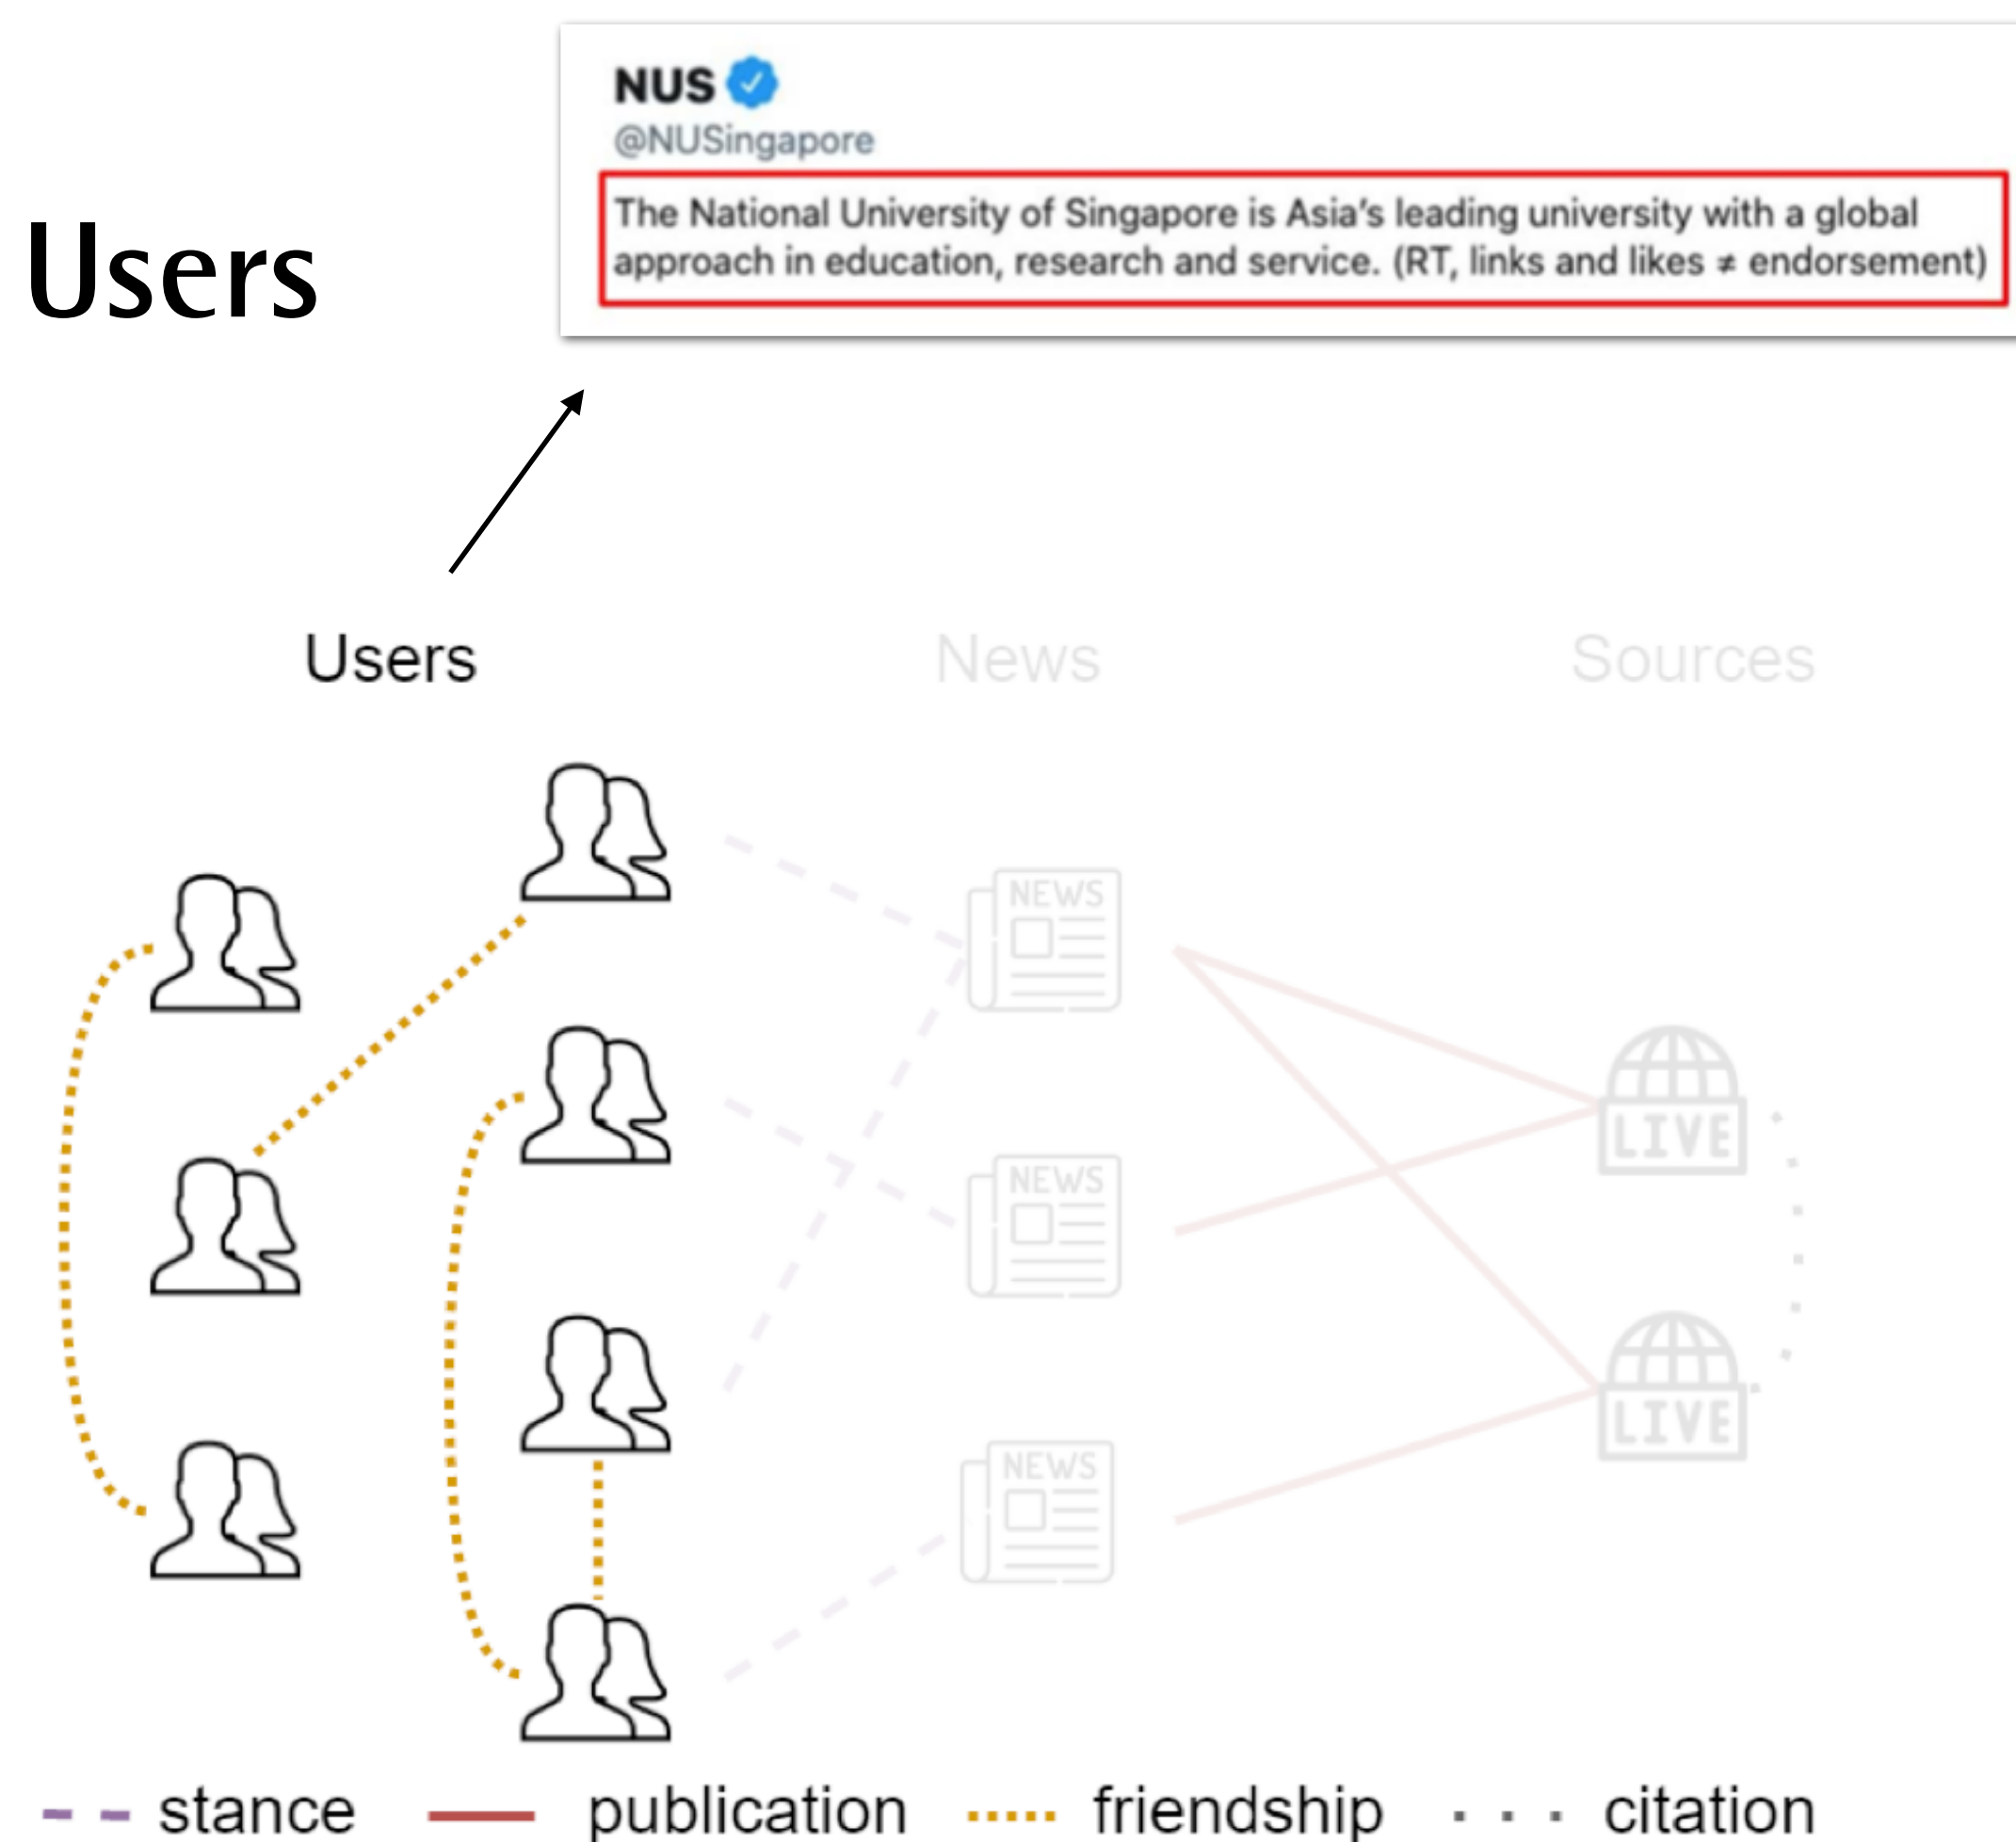 NUS
@NUSingapore
The National University of Singapore is Asia's leading university with a global
approach in education, research and service. (RT, links and likes ≠ endorsement)
Users
Users News Sources
NEWS
NEWS
NEWS
LIVE
LIVE
stance publication friendship citation